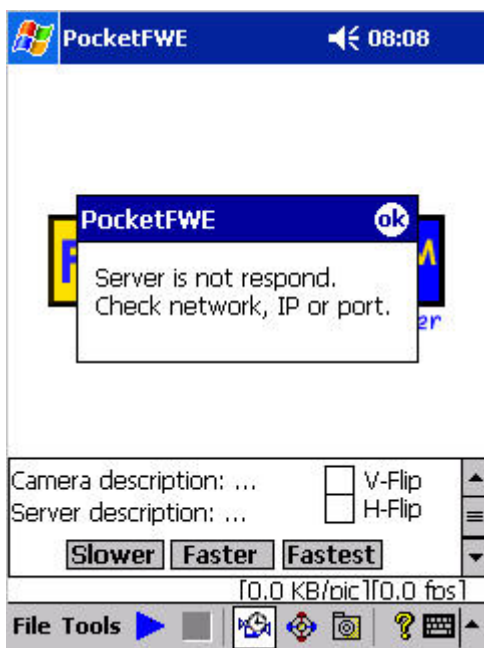 PocketFWE 08:08
PocketFWE ok
Server is not respond.
Check network, IP or port.
er
Camera description: ... V-Flip
Server description: ... H-Flip
Slower Faster Fastest
[0.0 KB/pic][0.0 fps]
File Tools ?